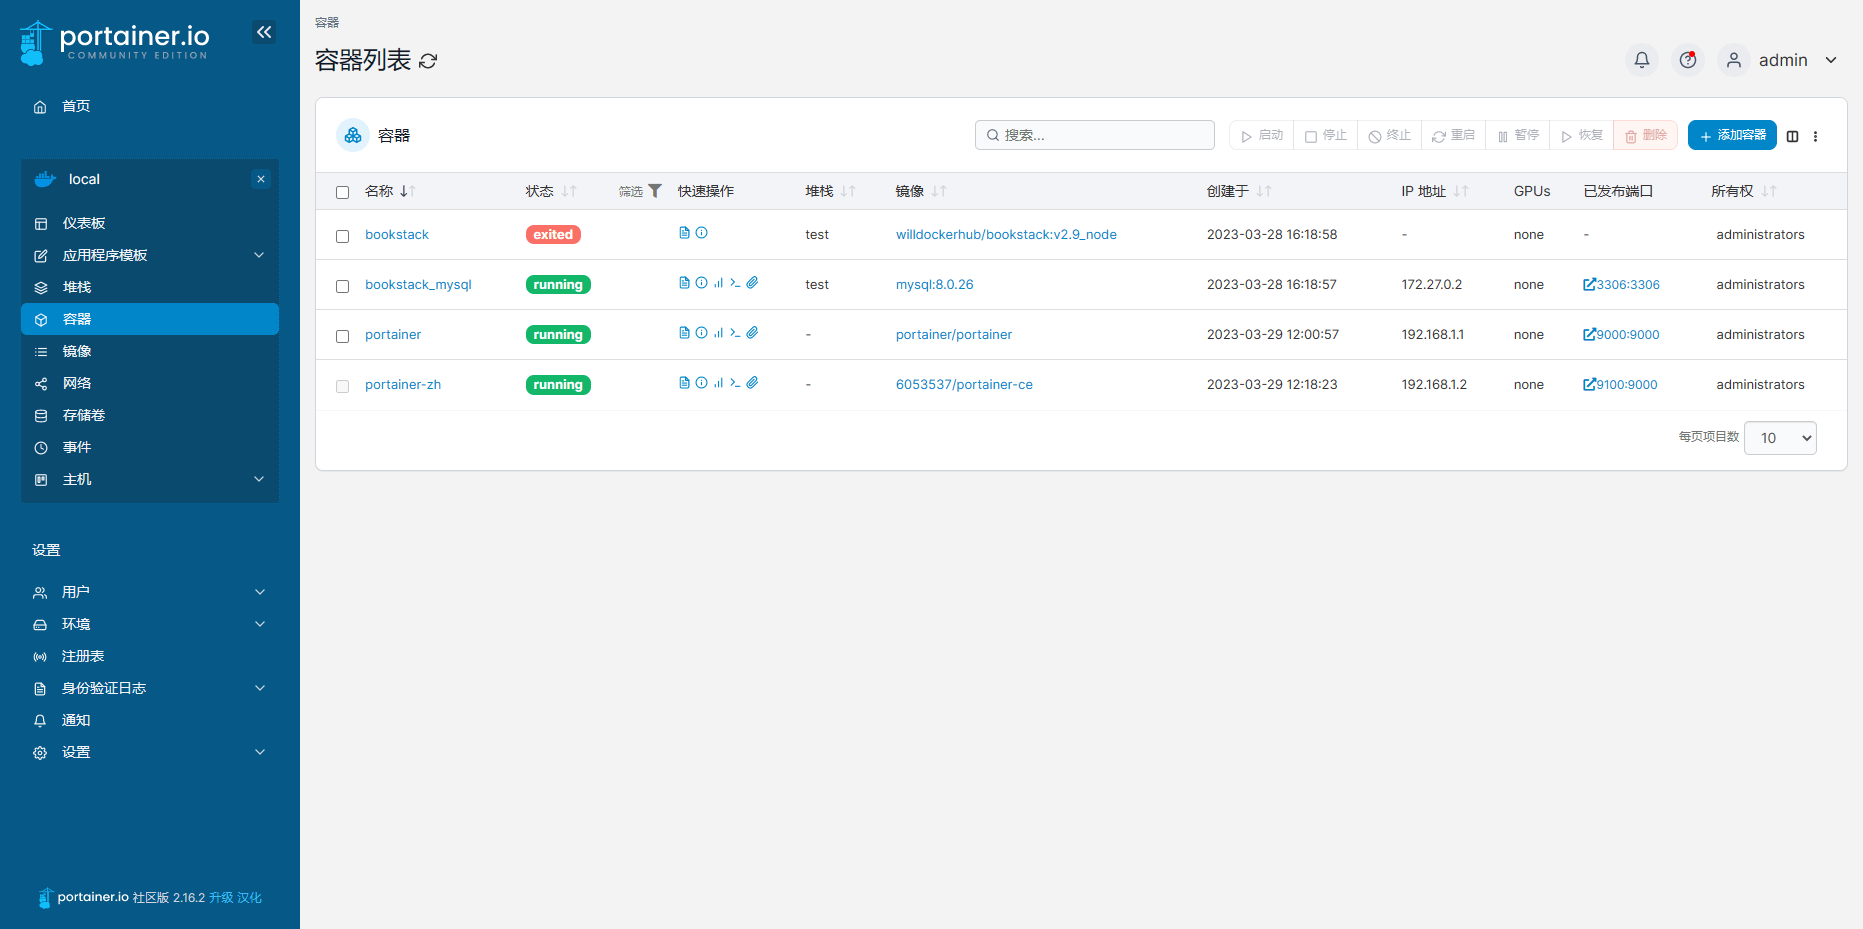 portainer.io
COMMUNITY EDITION
首页
local
仪表板
应用程序模板
堆栈
容器
镜像
网络
存储卷
事件
主机
设置
用户
环境
注册表
身份验证日志
通知
设置
portainer.io 社区版 2.16.2 升级 汉化
容器
容器列表
admin
容器
搜索...
启动 停止 终止 重启 暂停 恢复 删除 添加容器
名称 状态 筛选 快速操作 堆栈 镜像 创建于 IP 地址 GPUs 已发布端口 所有权
bookstack exited test willdockerhub/bookstack:v2.9_node 2023-03-28 16:18:58 - none - administrators
bookstack_mysql running test mysql:8.0.26 2023-03-28 16:18:57 172.27.0.2 none 3306:3306 administrators
portainer running - portainer/portainer 2023-03-29 12:00:57 192.168.1.1 none 9000:9000 administrators
portainer-zh running - 6053537/portainer-ce 2023-03-29 12:18:23 192.168.1.2 none 9100:9000 administrators
每页项目数 10